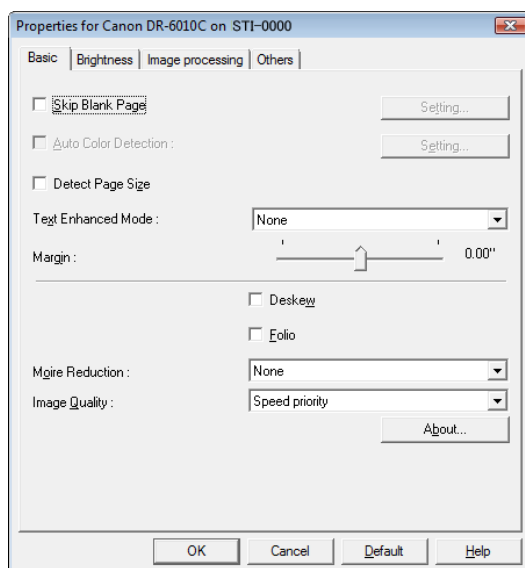 Properties for Canon DR-6010C on STI-0000
Basic Brightness Image processing Others
Skip Blank Page Setting...
Auto Color Detection : Setting...
Detect Page Size
Text Enhanced Mode : None
Margin : 0.00"
Deskew
Folio
Moire Reduction : None
Image Quality : Speed priority
About...
OK Cancel Default Help